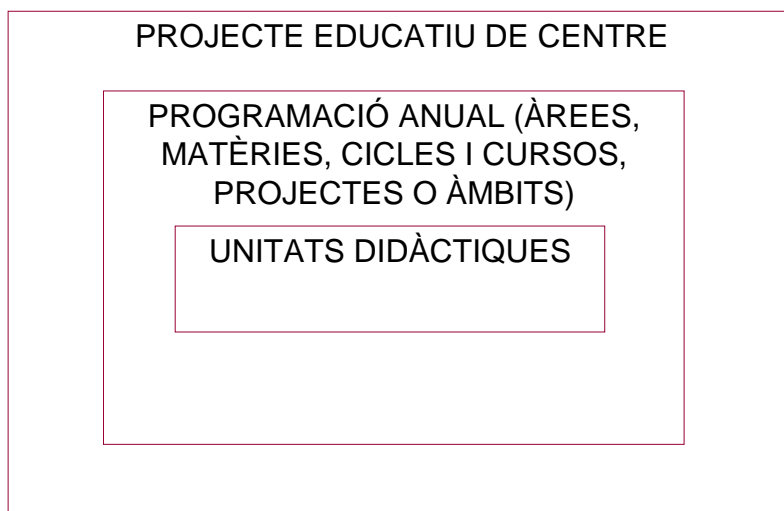 PROJECTE EDUCATIU DE CENTRE
PROGRAMACIÓ ANUAL (ÀREES,
MATÈRIES, CICLES I CURSOS,
PROJECTES O ÀMBITS)
UNITATS DIDÀCTIQUES